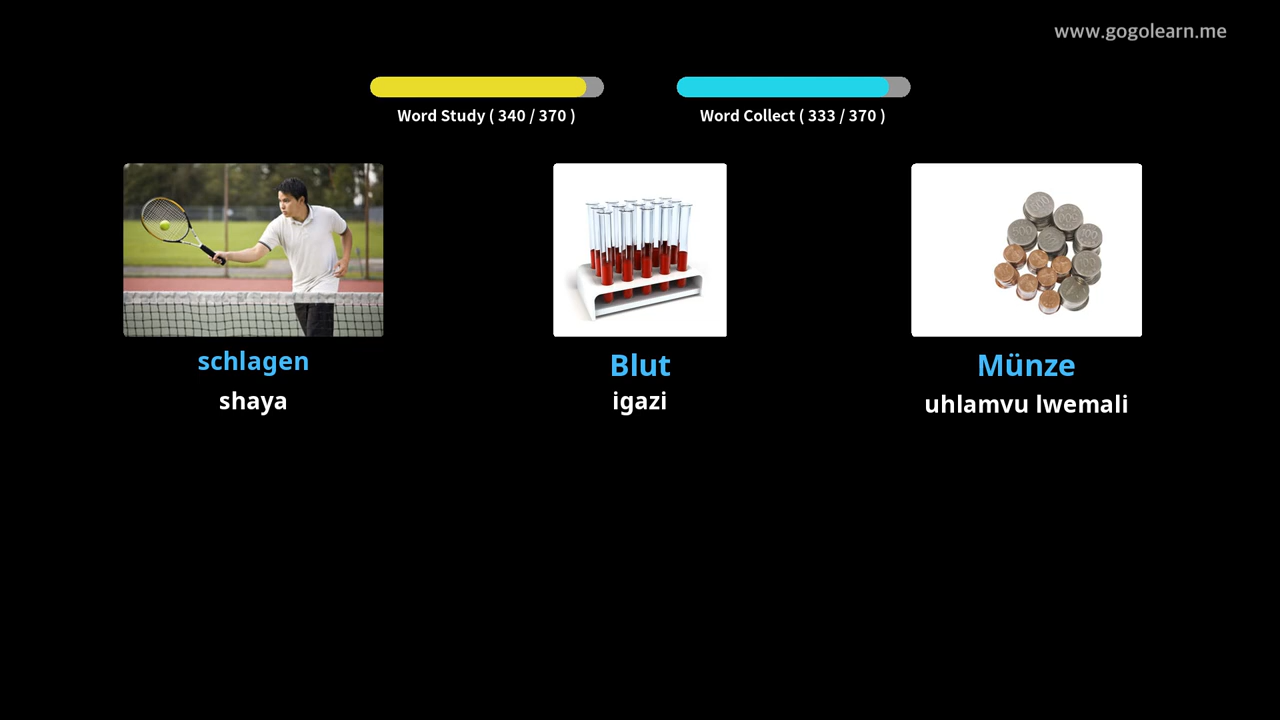 www.gogolearn.me
Word Study ( 340 / 370 )
Word Collect ( 333 / 370 )
schlagen
shaya
Blut
igazi
Münze
uhlamvu lwemali